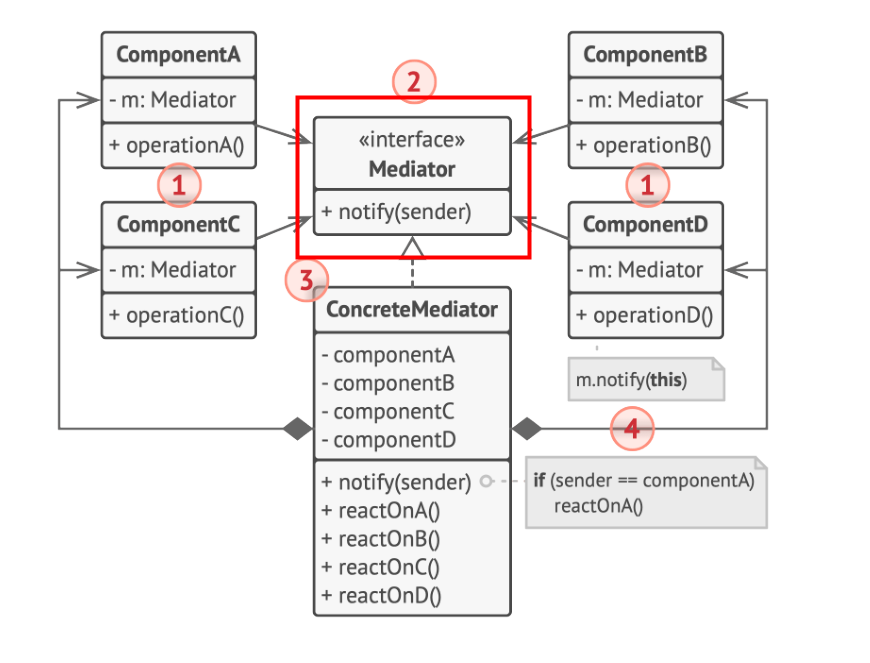 ComponentA
- m: Mediator
+ operationA()
1
ComponentC
- m: Mediator
+ operationC()
2
«interface»
Mediator
+ notify(sender)
3
ConcreteMediator
- componentA
- componentB
- componentC
- componentD
+ notify(sender)
+ reactOnA()
+ reactOnB()
+ reactOnC()
+ reactOnD()
ComponentB
- m: Mediator
+ operationB()
1
ComponentD
- m: Mediator
+ operationD()
m.notify(this)
4
if (sender == componentA)
reactOnA()